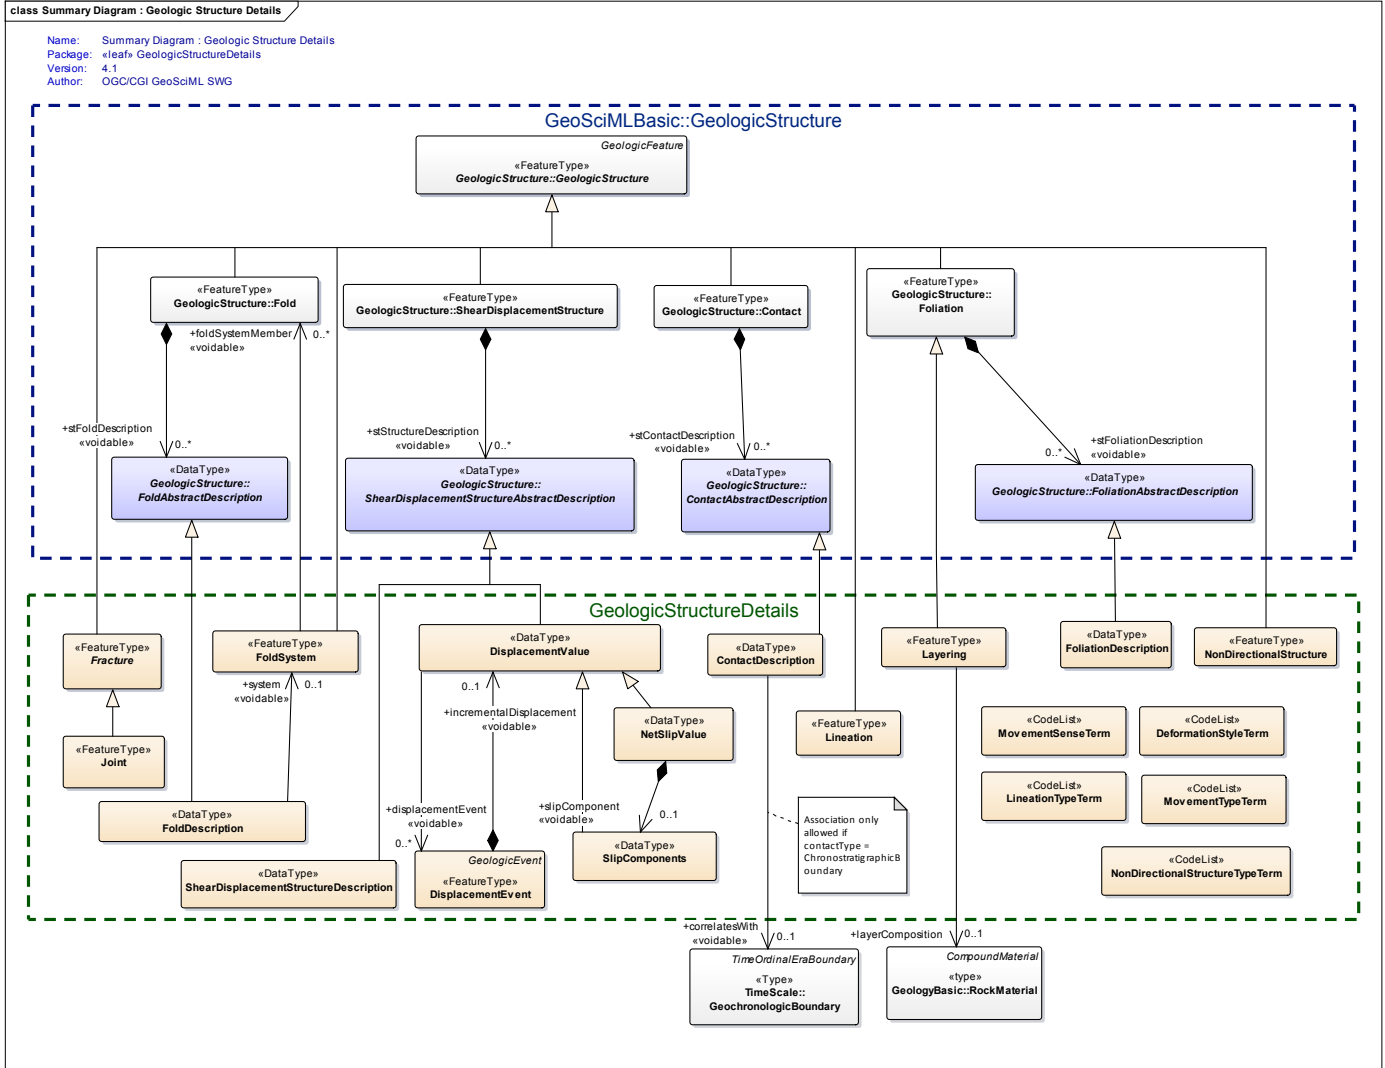 class Summary Diagram : Geologic Structure Details
Name: Summary Diagram : Geologic Structure Details
Package: «leaf» GeologicStructureDetails
Version: 4.1
Author: OGC/CGI GeoSciML SWG
GeoSciMLBasic::GeologicStructure
GeologicFeature
«FeatureType»
GeologicStructure::GeologicStructure
«FeatureType»
GeologicStructure::Fold
«FeatureType»
GeologicStructure::ShearDisplacementStructure
«FeatureType»
GeologicStructure::Contact
«FeatureType»
GeologicStructure::
Foliation
+foldSystemMember 0..*
«voidable»
+stFoldDescription
«voidable» 0..*
+stStructureDescription
«voidable» 0..*
+stContactDescription
«voidable» 0..*
+stFoliationDescription
0..* «voidable»
«DataType»
GeologicStructure::
FoldAbstractDescription
«DataType»
GeologicStructure::
ShearDisplacementStructureAbstractDescription
«DataType»
GeologicStructure::
ContactAbstractDescription
«DataType»
GeologicStructure::FoliationAbstractDescription
GeologicStructureDetails
«FeatureType»
Fracture
«FeatureType»
FoldSystem
«DataType»
DisplacementValue
«DataType»
ContactDescription
«FeatureType»
Layering
«DataType»
FoliationDescription
«FeatureType»
NonDirectionalStructure
+system 0..1
«voidable»
0..1
+incrementalDisplacement
«voidable»
«FeatureType»
Joint
«DataType»
NetSlipValue
«FeatureType»
Lineation
«CodeList»
MovementSenseTerm
«CodeList»
DeformationStyleTerm
«CodeList»
LineationTypeTerm
«CodeList»
MovementTypeTerm
«DataType»
FoldDescription
+displacementEvent
«voidable»
0..*
+slipComponent
«voidable»
0..1
Association only
allowed if
contactType =
ChronostratigraphicB
oundary
«DataType»
ShearDisplacementStructureDescription
GeologicEvent
«FeatureType»
DisplacementEvent
«DataType»
SlipComponents
«CodeList»
NonDirectionalStructureTypeTerm
+correlatesWith
«voidable» 0..1
+layerComposition 0..1
TimeOrdinalEraBoundary
«Type»
TimeScale::
GeochronologicBoundary
CompoundMaterial
«type»
GeologyBasic::RockMaterial